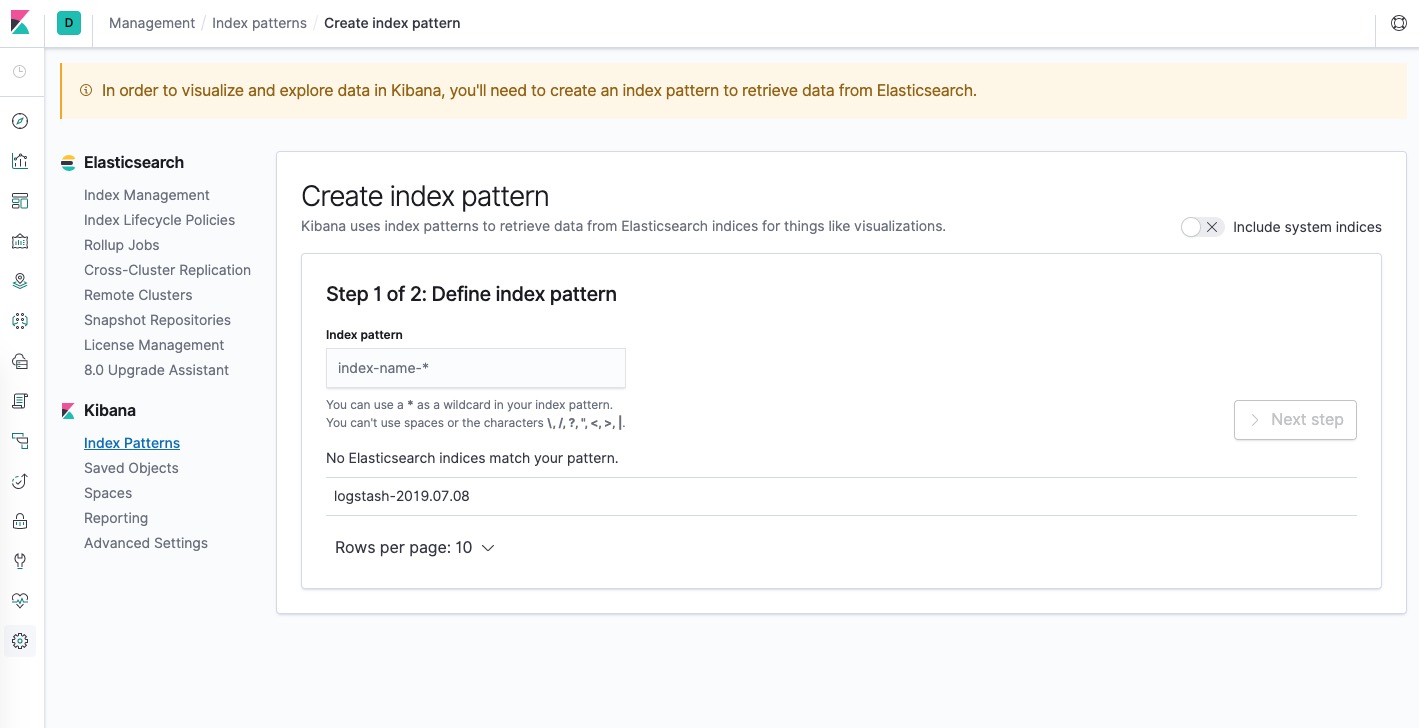 D Management / Index patterns / Create index pattern
In order to visualize and explore data in Kibana, you'll need to create an index pattern to retrieve data from Elasticsearch.
Elasticsearch
Index Management
Index Lifecycle Policies
Rollup Jobs
Cross-Cluster Replication
Remote Clusters
Snapshot Repositories
License Management
8.0 Upgrade Assistant
Kibana
Index Patterns
Saved Objects
Spaces
Reporting
Advanced Settings
Create index pattern
Kibana uses index patterns to retrieve data from Elasticsearch indices for things like visualizations.
Include system indices
Step 1 of 2: Define index pattern
Index pattern
index-name-*
You can use a * as a wildcard in your index pattern.
You can't use spaces or the characters \, /, ?, ", <, >, |.
Next step
No Elasticsearch indices match your pattern.
logstash-2019.07.08
Rows per page: 10